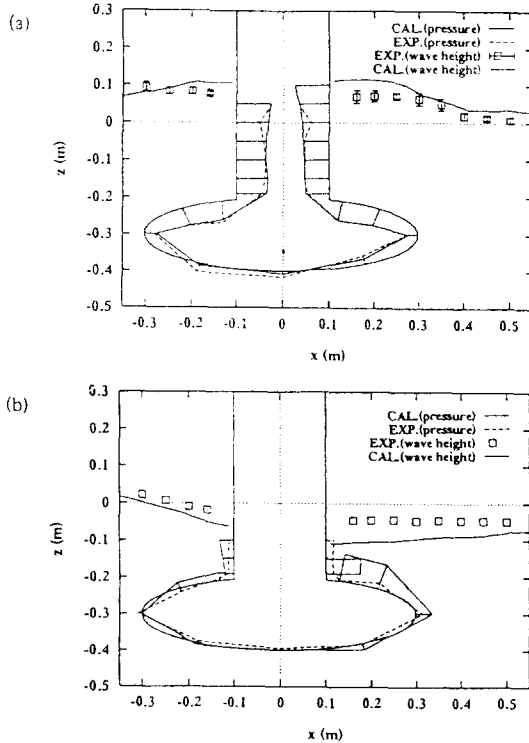 (a)
0.3
0.2
0.1
0
-0.1
-0.2
-0.3
-0.4
-0.5
z (m)
CAL.(pressure)
EXP.(pressure)
EXP.(wave height)
CAL.(wave height)
-0.3 -0.2 -0.1 0 0.1 0.2 0.3 0.4 0.5
x (m)
(b)
0.3
0.2
0.1
0
-0.1
-0.2
-0.3
-0.4
-0.5
z (m)
CAL.(pressure)
EXP.(pressure)
EXP.(wave height)
CAL.(wave height)
-0.3 -0.2 -0.1 0 0.1 0.2 0.3 0.4 0.5
x (m)